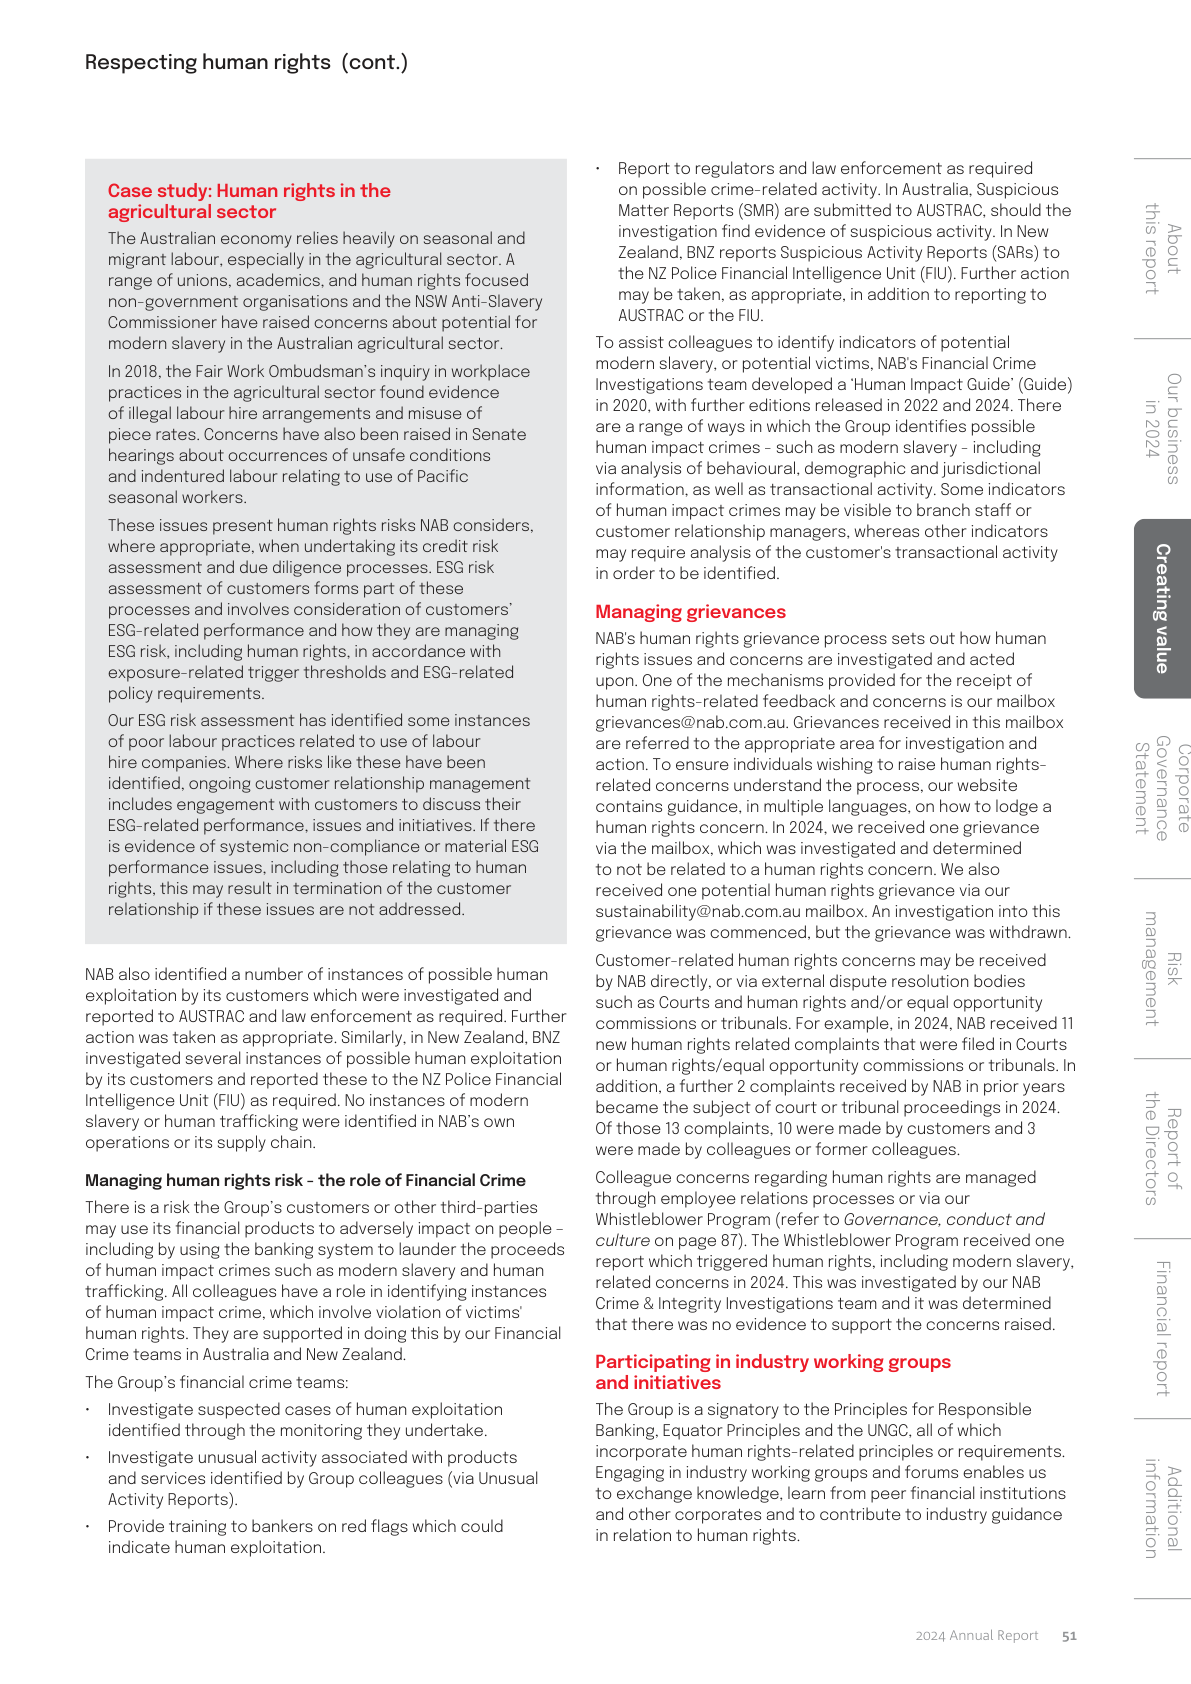 Respecting human rights (cont.)
Case study: Human rights in the
agricultural sector
The Australian economy relies heavily on seasonal and
migrant labour, especially in the agricultural sector. A
range of unions, academics, and human rights focused
non-government organisations and the NSW Anti-Slavery
Commissioner have raised concerns about potential for
modern slavery in the Australian agricultural sector.
In 2018, the Fair Work Ombudsman's inquiry in workplace
practices in the agricultural sector found evidence
of illegal labour hire arrangements and misuse of
piece rates. Concerns have also been raised in Senate
hearings about occurrences of unsafe conditions
and indentured labour relating to use of Pacific
seasonal workers.
These issues present human rights risks NAB considers,
where appropriate, when undertaking its credit risk
assessment and due diligence processes. ESG risk
assessment of customers forms part of these
processes and involves consideration of customers'
ESG-related performance and how they are managing
ESG risk, including human rights, in accordance with
exposure-related trigger thresholds and ESG-related
policy requirements.
Our ESG risk assessment has identified some instances
of poor labour practices related to use of labour
hire companies. Where risks like these have been
identified, ongoing customer relationship management
includes engagement with customers to discuss their
ESG-related performance, issues and initiatives. If there
is evidence of systemic non-compliance or material ESG
performance issues, including those relating to human
rights, this may result in termination of the customer
relationship if these issues are not addressed.
NAB also identified a number of instances of possible human
exploitation by its customers which were investigated and
reported to AUSTRAC and law enforcement as required. Further
action was taken as appropriate. Similarly, in New Zealand, BNZ
investigated several instances of possible human exploitation
by its customers and reported these to the NZ Police Financial
Intelligence Unit (FIU) as required. No instances of modern
slavery or human trafficking were identified in NAB's own
operations or its supply chain.
Managing human rights risk - the role of Financial Crime
There is a risk the Group's customers or other third-parties
may use its financial products to adversely impact on people –
including by using the banking system to launder the proceeds
of human impact crimes such as modern slavery and human
trafficking. All colleagues have a role in identifying instances
of human impact crime, which involve violation of victims'
human rights. They are supported in doing this by our Financial
Crime teams in Australia and New Zealand.
The Group's financial crime teams:
• Investigate suspected cases of human exploitation
identified through the monitoring they undertake.
• Investigate unusual activity associated with products
and services identified by Group colleagues (via Unusual
Activity Reports).
• Provide training to bankers on red flags which could
indicate human exploitation.
• Report to regulators and law enforcement as required
on possible crime-related activity. In Australia, Suspicious
Matter Reports (SMR) are submitted to AUSTRAC, should the
investigation find evidence of suspicious activity. In New
Zealand, BNZ reports Suspicious Activity Reports (SARs) to
the NZ Police Financial Intelligence Unit (FIU). Further action
may be taken, as appropriate, in addition to reporting to
AUSTRAC or the FIU.
To assist colleagues to identify indicators of potential
modern slavery, or potential victims, NAB's Financial Crime
Investigations team developed a 'Human Impact Guide' (Guide)
in 2020, with further editions released in 2022 and 2024. There
are a range of ways in which the Group identifies possible
human impact crimes – such as modern slavery – including
via analysis of behavioural, demographic and jurisdictional
information, as well as transactional activity. Some indicators
of human impact crimes may be visible to branch staff or
customer relationship managers, whereas other indicators
may require analysis of the customer's transactional activity
in order to be identified.
Managing grievances
NAB's human rights grievance process sets out how human
rights issues and concerns are investigated and acted
upon. One of the mechanisms provided for the receipt of
human rights-related feedback and concerns is our mailbox
grievances@nab.com.au. Grievances received in this mailbox
are referred to the appropriate area for investigation and
action. To ensure individuals wishing to raise human rights-
related concerns understand the process, our website
contains guidance, in multiple languages, on how to lodge a
human rights concern. In 2024, we received one grievance
via the mailbox, which was investigated and determined
to not be related to a human rights concern. We also
received one potential human rights grievance via our
sustainability@nab.com.au mailbox. An investigation into this
grievance was commenced, but the grievance was withdrawn.
Customer-related human rights concerns may be received
by NAB directly, or via external dispute resolution bodies
such as Courts and human rights and/or equal opportunity
commissions or tribunals. For example, in 2024, NAB received 11
new human rights related complaints that were filed in Courts
or human rights/equal opportunity commissions or tribunals. In
addition, a further 2 complaints received by NAB in prior years
became the subject of court or tribunal proceedings in 2024.
Of those 13 complaints, 10 were made by customers and 3
were made by colleagues or former colleagues.
Colleague concerns regarding human rights are managed
through employee relations processes or via our
Whistleblower Program (refer to Governance, conduct and
culture on page 87). The Whistleblower Program received one
report which triggered human rights, including modern slavery,
related concerns in 2024. This was investigated by our NAB
Crime & Integrity Investigations team and it was determined
that there was no evidence to support the concerns raised.
Participating in industry working groups
and initiatives
The Group is a signatory to the Principles for Responsible
Banking, Equator Principles and the UNGC, all of which
incorporate human rights-related principles or requirements.
Engaging in industry working groups and forums enables us
to exchange knowledge, learn from peer financial institutions
and other corporates and to contribute to industry guidance
in relation to human rights.
About
this report
Our business
in 2024
Creating value
Corporate
Governance
Statement
Risk
management
Report of
the Directors
Financial report
Additional
information
2024 Annual Report 51